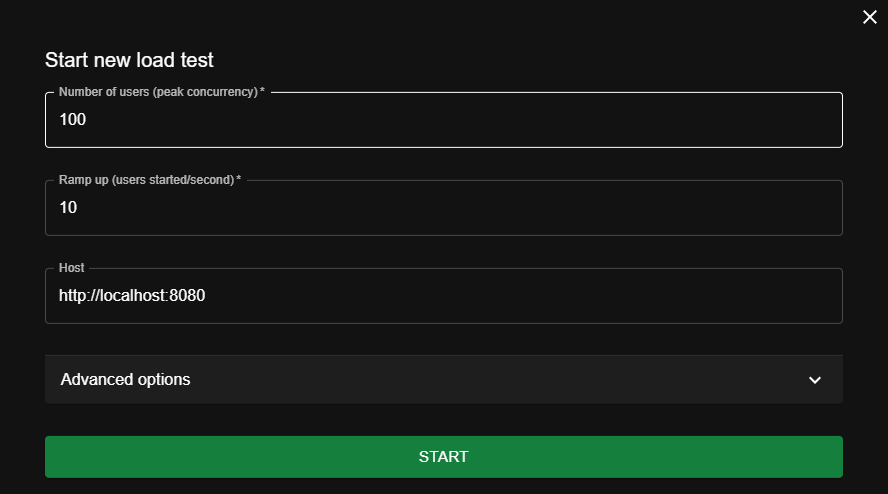 Start new load test
Number of users (peak concurrency) *
100
Ramp up (users started/second) *
10
Host
http://localhost:8080
Advanced options
START